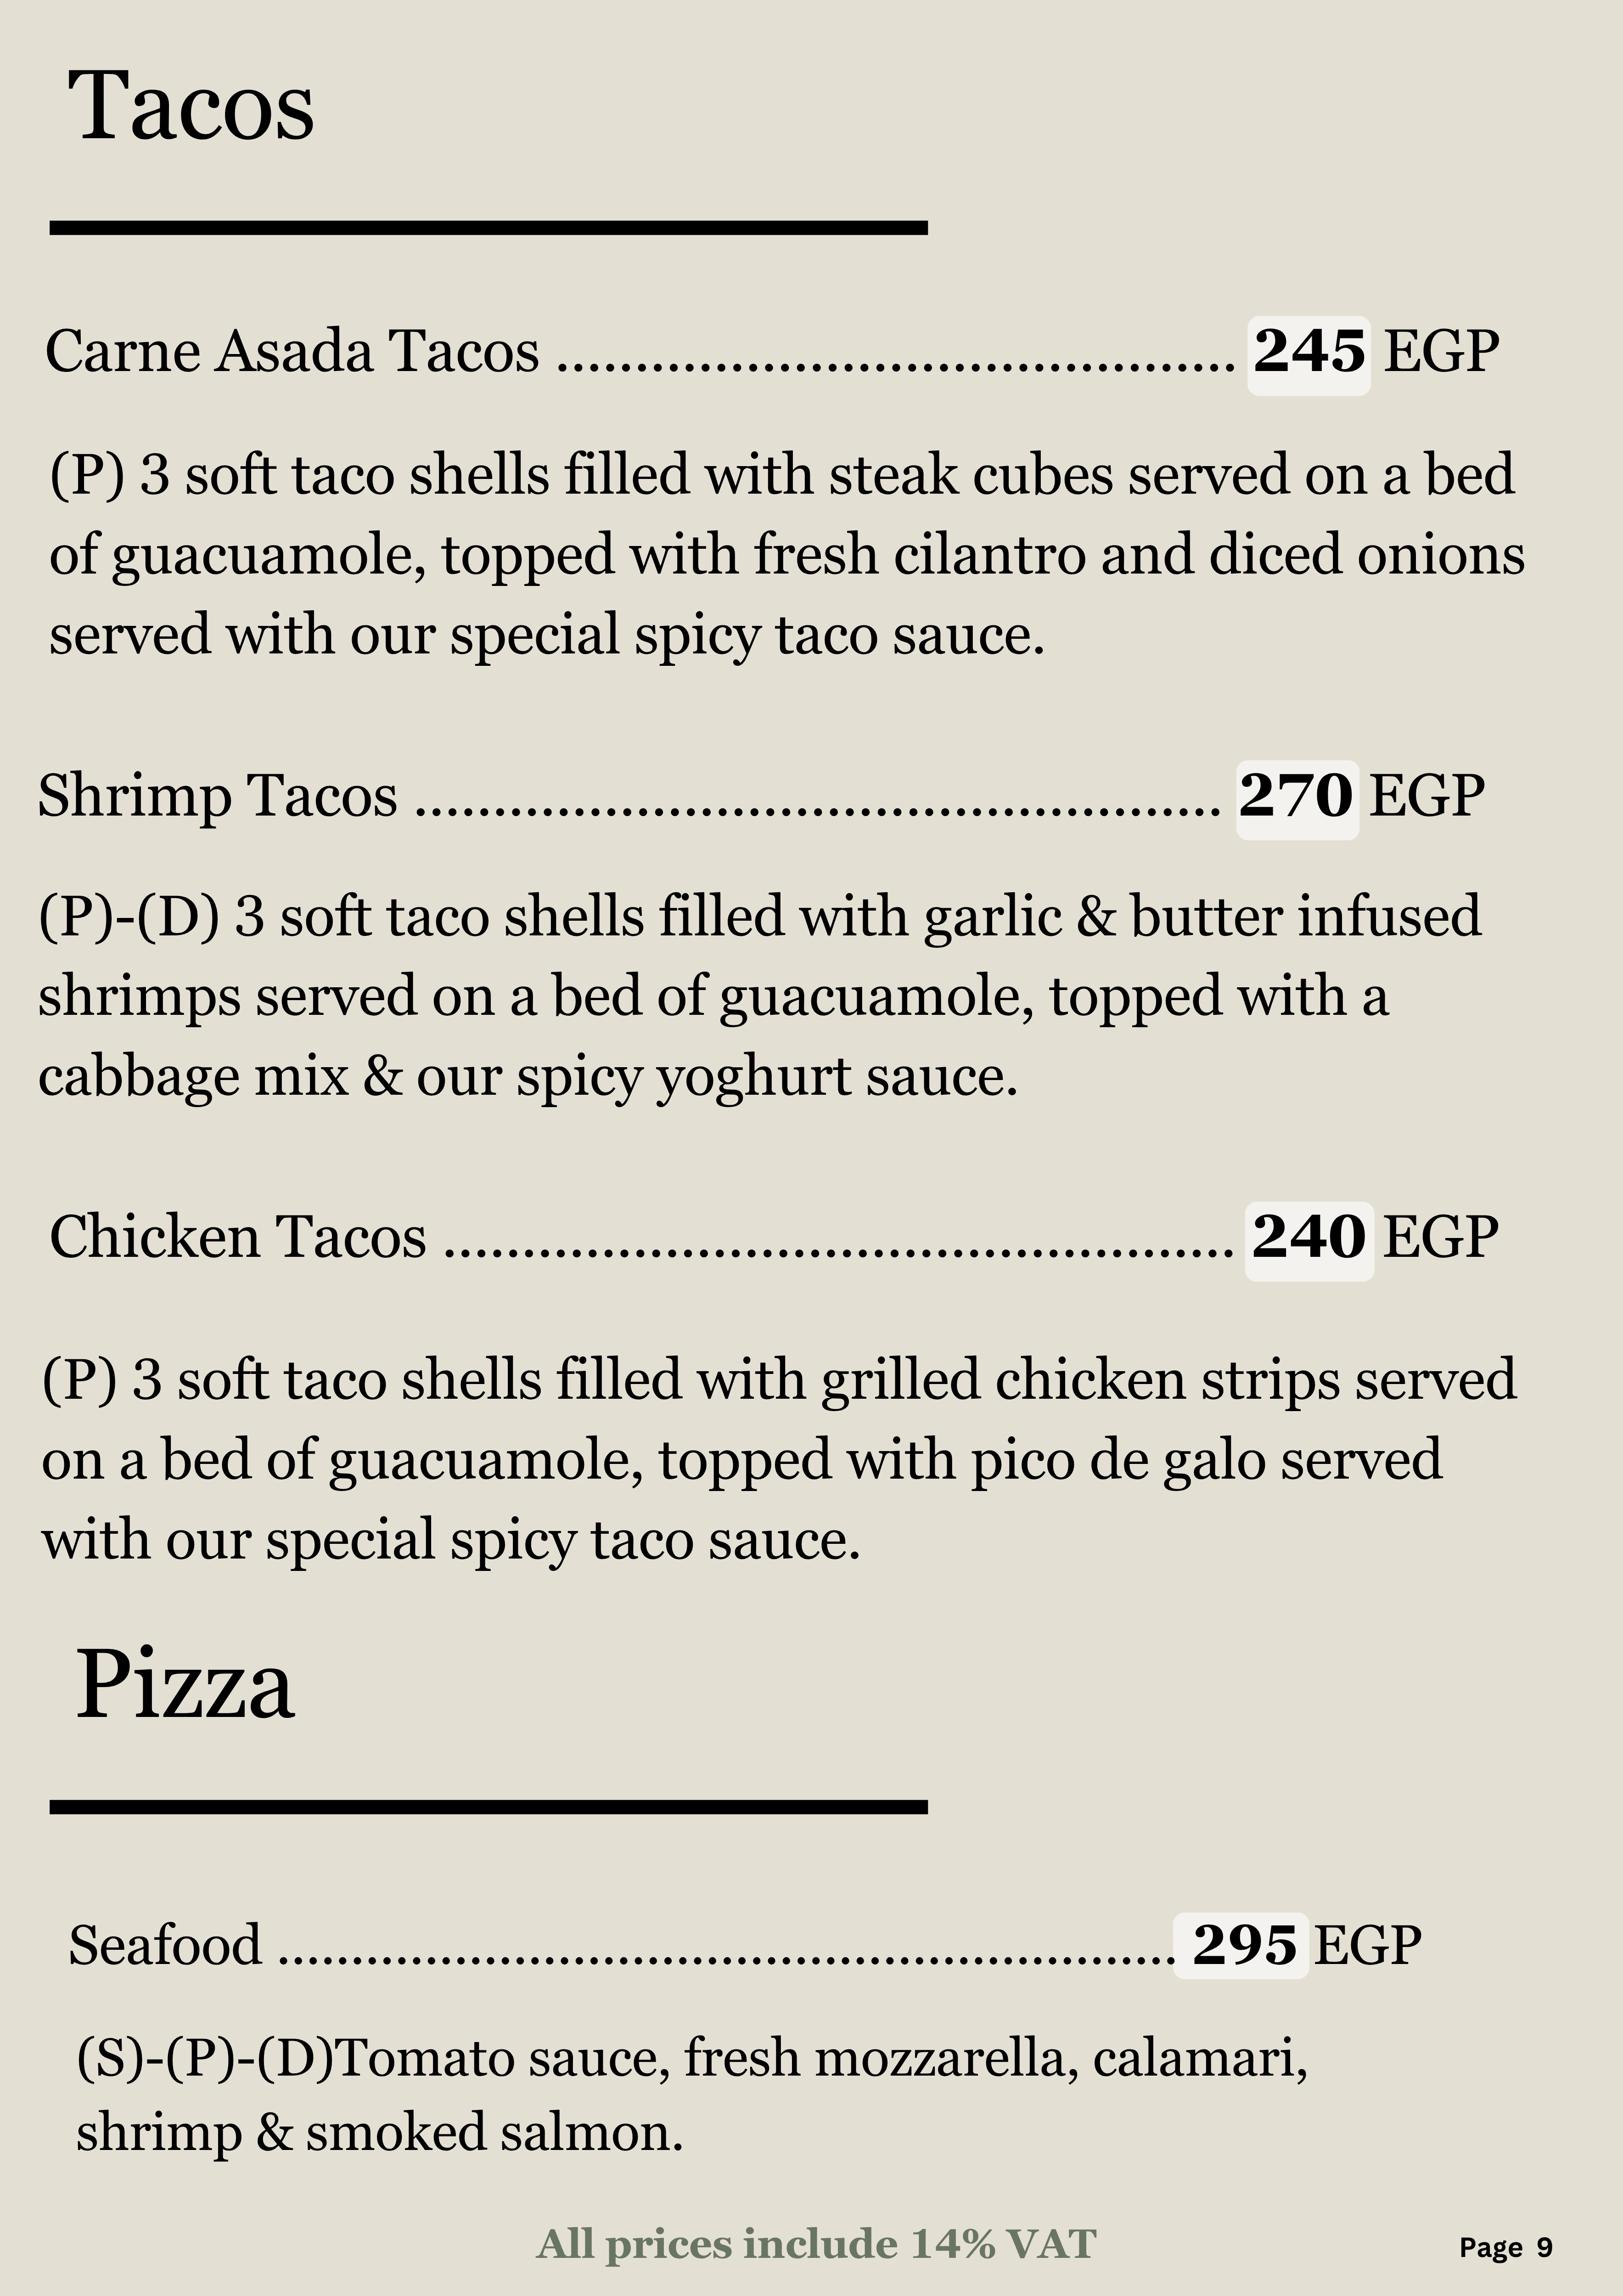 Tacos
Carne Asada Tacos ........................................... 245 EGP
(P) 3 soft taco shells filled with steak cubes served on a bed
of guacuamole, topped with fresh cilantro and diced onions
served with our special spicy taco sauce.
Shrimp Tacos ................................................... 270 EGP
(P)-(D) 3 soft taco shells filled with garlic & butter infused
shrimps served on a bed of guacuamole, topped with a
cabbage mix & our spicy yoghurt sauce.
Chicken Tacos .................................................. 240 EGP
(P) 3 soft taco shells filled with grilled chicken strips served
on a bed of guacuamole, topped with pico de galo served
with our special spicy taco sauce.
Pizza
Seafood ............................................................. 295 EGP
(S)-(P)-(D)Tomato sauce, fresh mozzarella, calamari,
shrimp & smoked salmon.
All prices include 14% VAT
Page 9